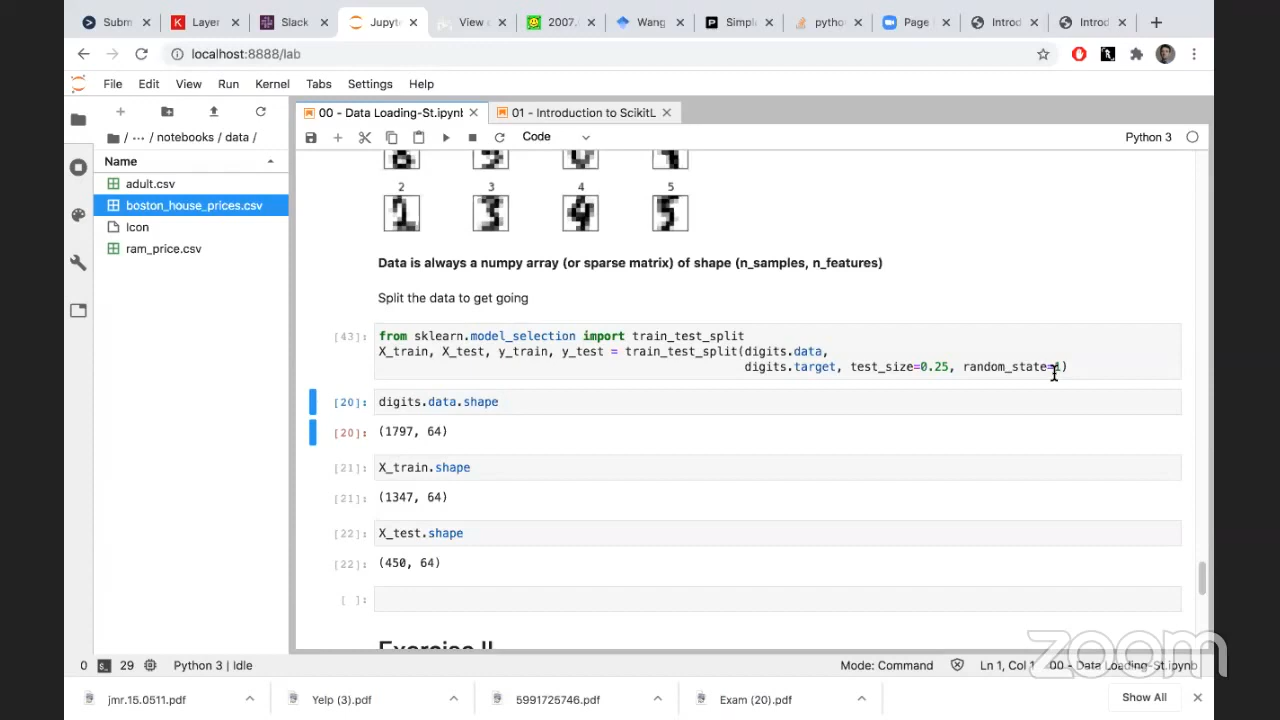 Subm
Layer
Slack
Jupyte
View
2007.
Wang
Simple
python
Page
Introd
Introd
localhost:8888/lab
File Edit View Run Kernel Tabs Settings Help
00 - Data Loading-St.ipynb
01 - Introduction to ScikitL
/ ··· / notebooks / data /
Code
Python 3
Name
adult.csv
boston_house_prices.csv
Icon
ram_price.csv
2 3 4 5
Data is always a numpy array (or sparse matrix) of shape (n_samples, n_features)
Split the data to get going
[43]:
from sklearn.model_selection import train_test_split
X_train, X_test, y_train, y_test = train_test_split(digits.data,
digits.target, test_size=0.25, random_state=1)
[20]: digits.data.shape
[20]: (1797, 64)
[21]: X_train.shape
[21]: (1347, 64)
[22]: X_test.shape
[22]: (450, 64)
[ ]:
Exercise II
zoom
0 29 Python 3 | Idle
Mode: Command
Ln 1, Col 1
00 - Data Loading-St.ipynb
jmr.15.0511.pdf
Yelp (3).pdf
5991725746.pdf
Exam (20).pdf
Show All